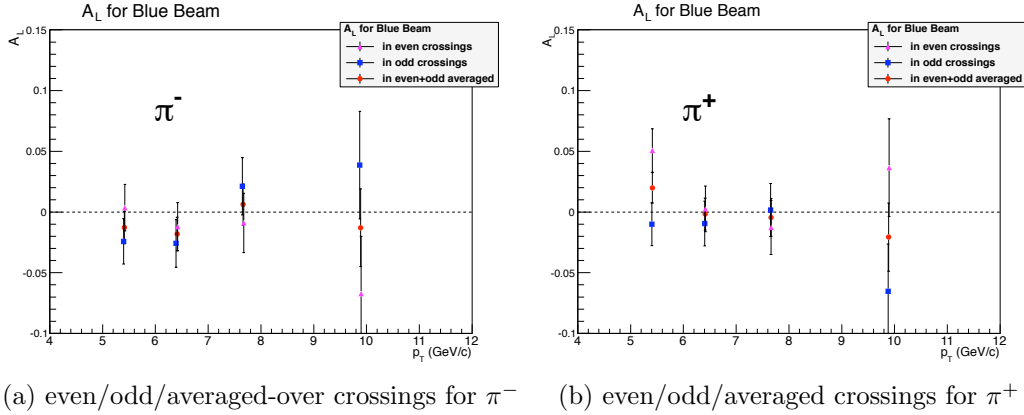 A_L for Blue Beam
A_L
0.15
0.1
0.05
0
-0.05
-0.1
4 5 6 7 8 9 10 11 12
p_T (GeV/c)
π^-
A_L for Blue Beam
in even crossings
in odd crossings
in even+odd averaged
(a) even/odd/averaged-over crossings for π^−
A_L for Blue Beam
A_L
0.15
0.1
0.05
0
-0.05
-0.1
4 5 6 7 8 9 10 11 12
p_T (GeV/c)
π^+
A_L for Blue Beam
in even crossings
in odd crossings
in even+odd averaged
(b) even/odd/averaged crossings for π^+